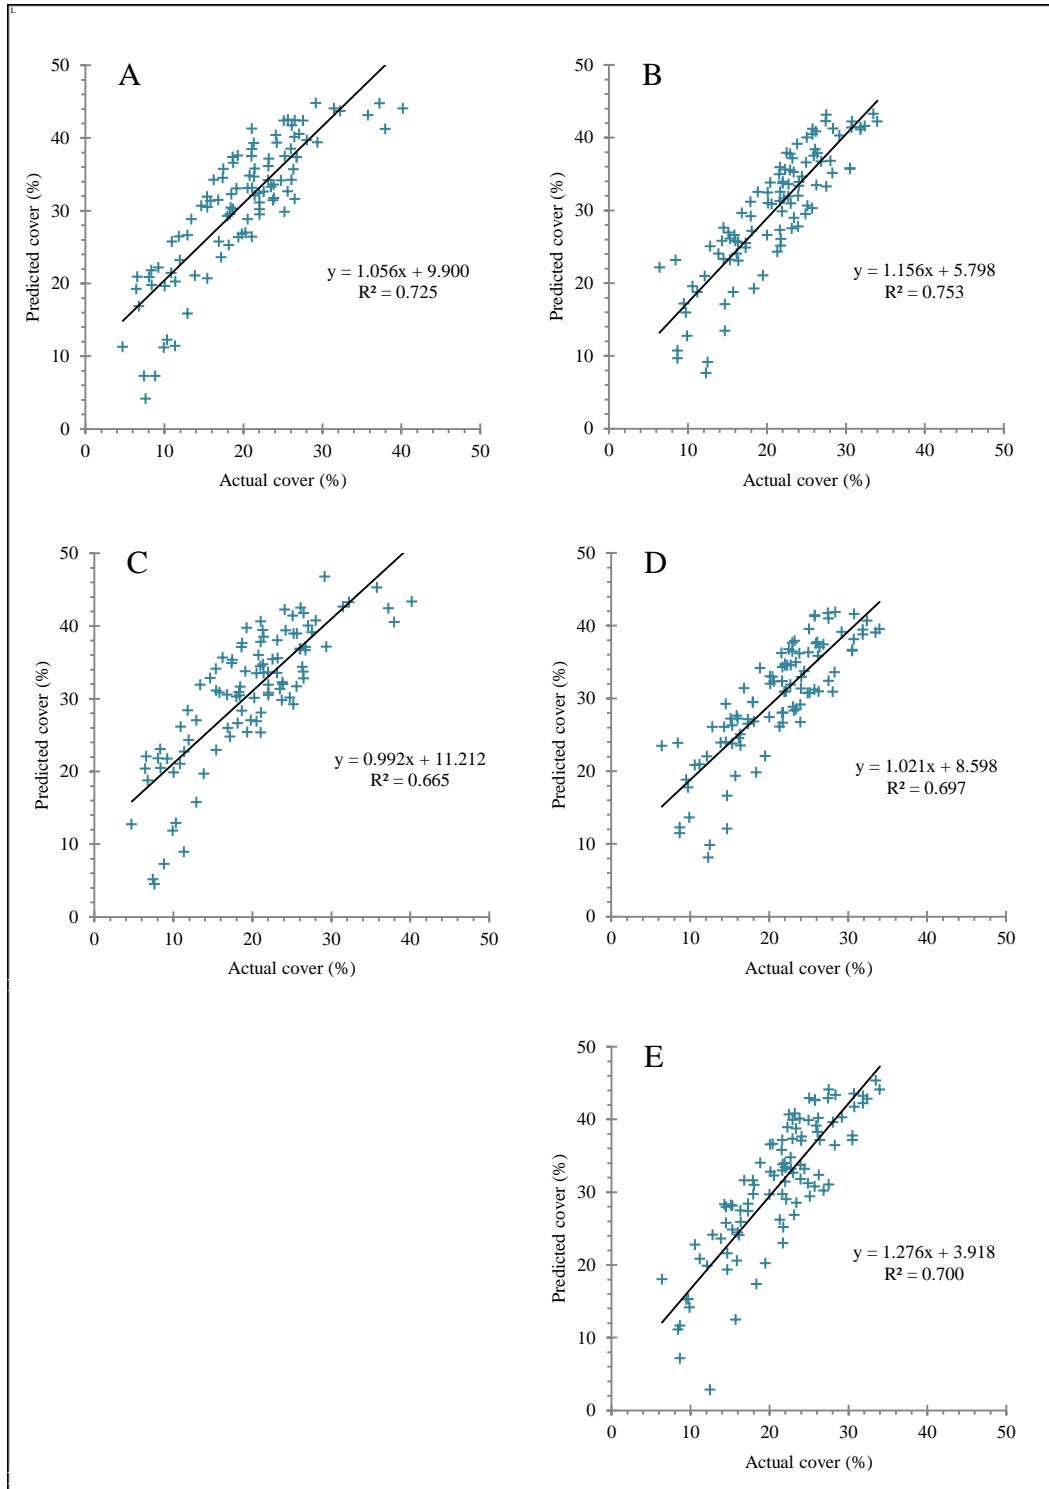 L
A
50
40
30
20
10
0
Predicted cover (%)
y = 1.056x + 9.900
R² = 0.725
0 10 20 30 40 50
Actual cover (%)
B
50
40
30
20
10
0
Predicted cover (%)
y = 1.156x + 5.798
R² = 0.753
0 10 20 30 40 50
Actual cover (%)
C
50
40
30
20
10
0
Predicted cover (%)
y = 0.992x + 11.212
R² = 0.665
0 10 20 30 40 50
Actual cover (%)
D
50
40
30
20
10
0
Predicted cover (%)
y = 1.021x + 8.598
R² = 0.697
0 10 20 30 40 50
Actual cover (%)
E
50
40
30
20
10
0
Predicted cover (%)
y = 1.276x + 3.918
R² = 0.700
0 10 20 30 40 50
Actual cover (%)